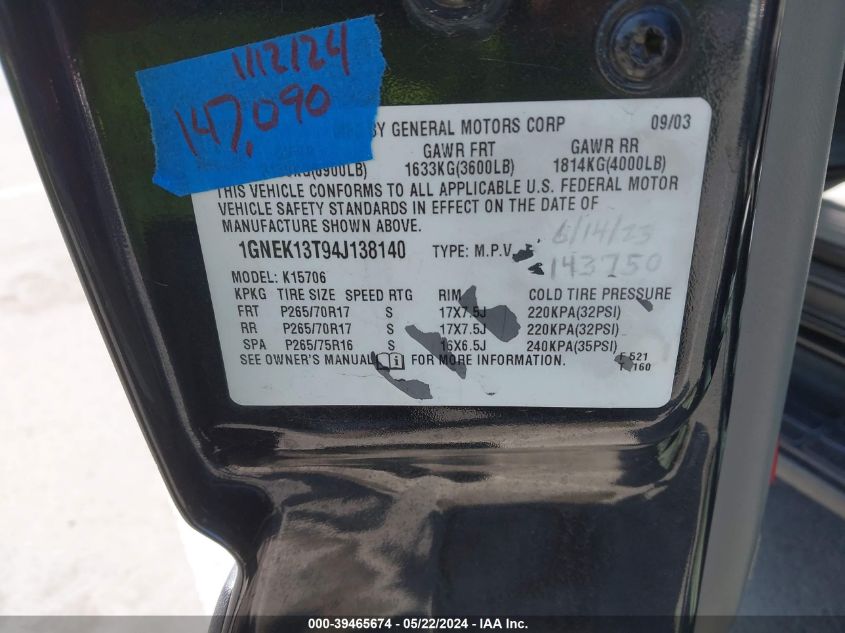 1/12/24
147,090
BY GENERAL MOTORS CORP 09/03
GAWR FRT GAWR RR
KG(6900LB) 1633KG(3600LB) 1814KG(4000LB)
THIS VEHICLE CONFORMS TO ALL APPLICABLE U.S. FEDERAL MOTOR
VEHICLE SAFETY STANDARDS IN EFFECT ON THE DATE OF
MANUFACTURE SHOWN ABOVE.
1GNEK13T94J138140 TYPE: M.P.V
6/14/23
143750
MODEL: K15706
KPKG TIRE SIZE SPEED RTG RIM COLD TIRE PRESSURE
FRT P265/70R17 S 17X7.5J 220KPA(32PSI)
RR P265/70R17 S 17X7.5J 220KPA(32PSI)
SPA P265/75R16 S 16X6.5J 240KPA(35PSI)
SEE OWNER'S MANUAL FOR MORE INFORMATION.
F 521
T 160
000-39465674 / 05/22/2024 - IAA Inc.